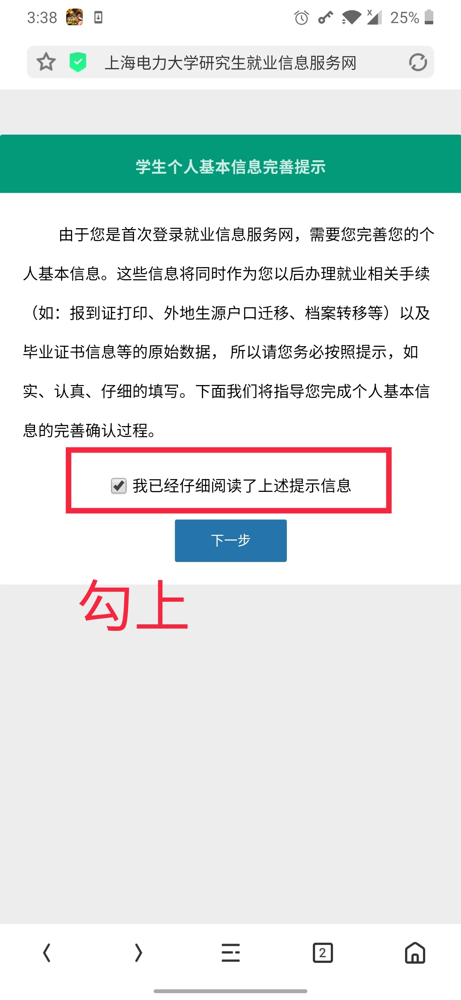 3:38
25%
上海电力大学研究生就业信息服务网
学生个人基本信息完善提示
由于您是首次登录就业信息服务网，需要您完善您的个
人基本信息。这些信息将同时作为您以后办理就业相关手续
（如：报到证打印、外地生源户口迁移、档案转移等）以及
毕业证书信息等的原始数据， 所以请您务必按照提示，如
实、认真、仔细的填写。下面我们将指导您完成个人基本信
息的完善确认过程。
我已经仔细阅读了上述提示信息
下一步
勾上
2